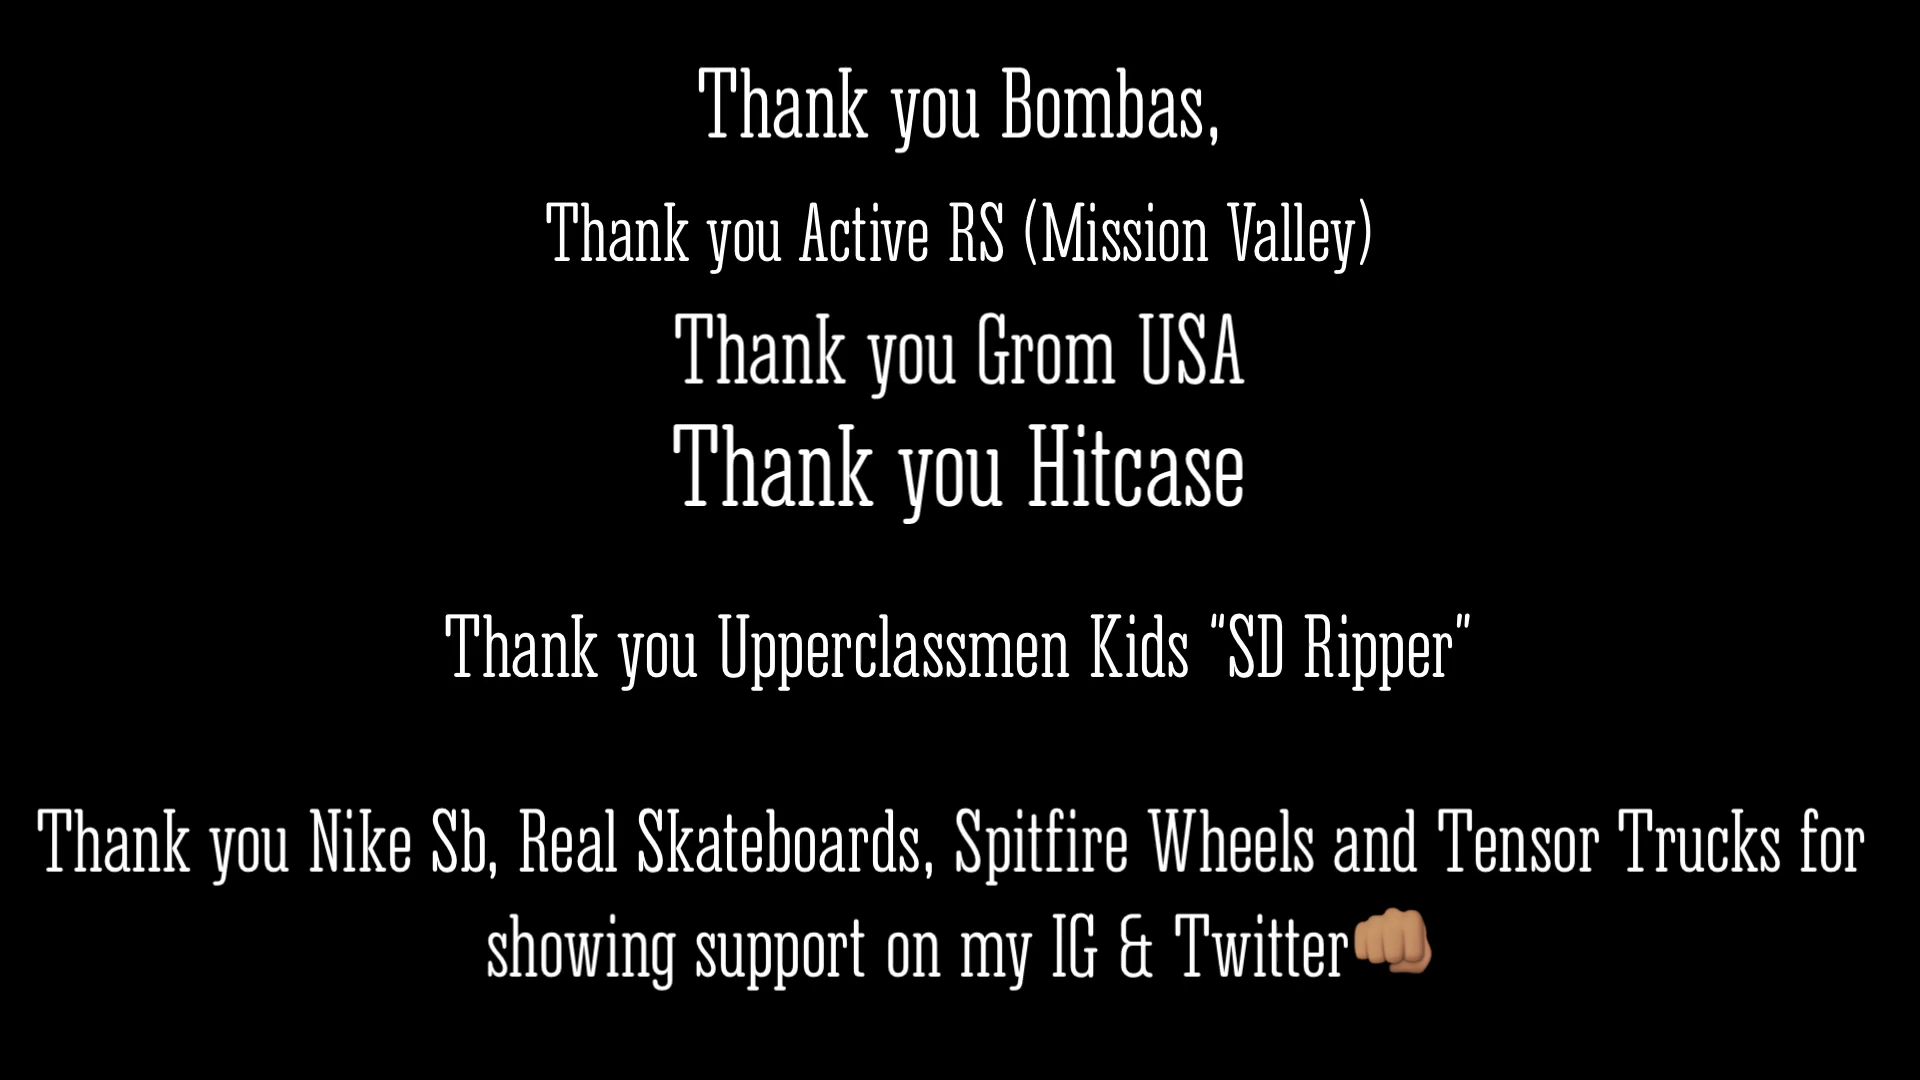 Thank you Bombas,
Thank you Active RS (Mission Valley)
Thank you Grom USA
Thank you Hitcase
Thank you Upperclassmen Kids “SD Ripper”
Thank you Nike Sb, Real Skateboards, Spitfire Wheels and Tensor Trucks for
showing support on my IG & Twitter👊🏽